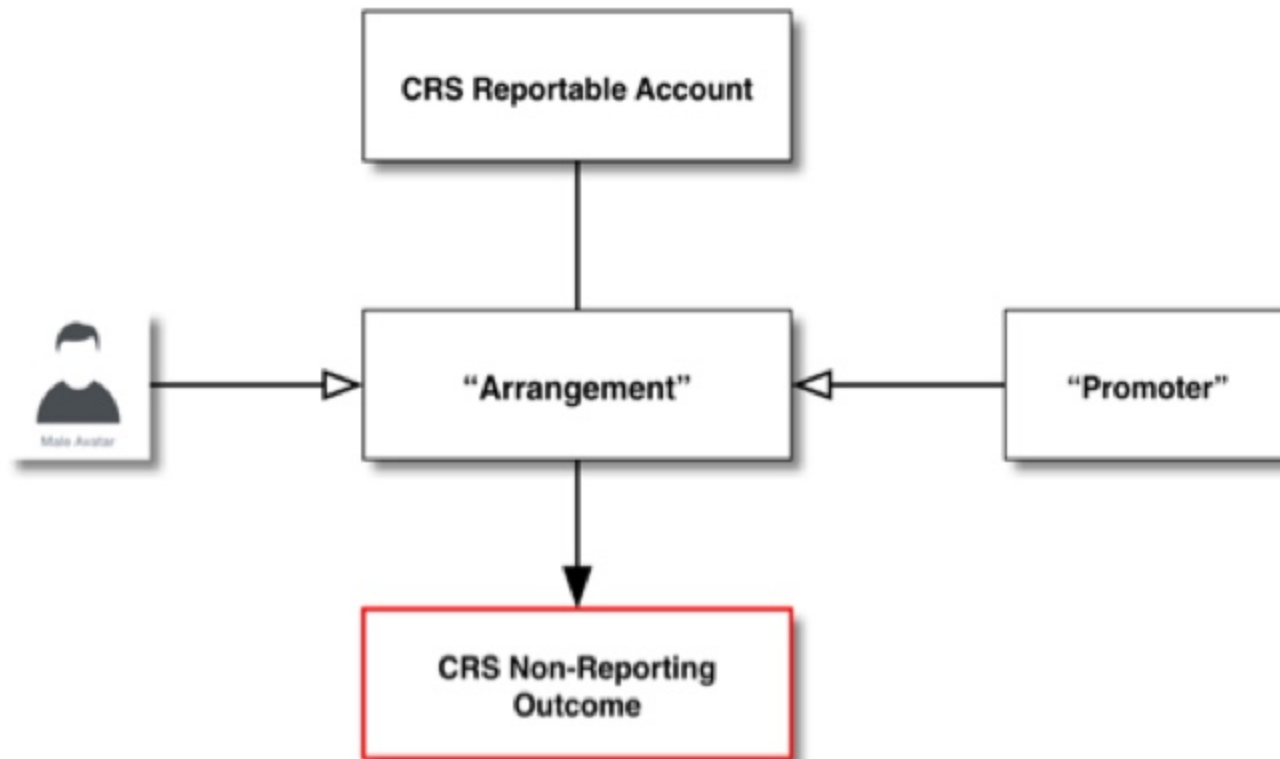 CRS Reportable Account
“Arrangement”
“Promoter”
Male Avatar
CRS Non-Reporting
Outcome